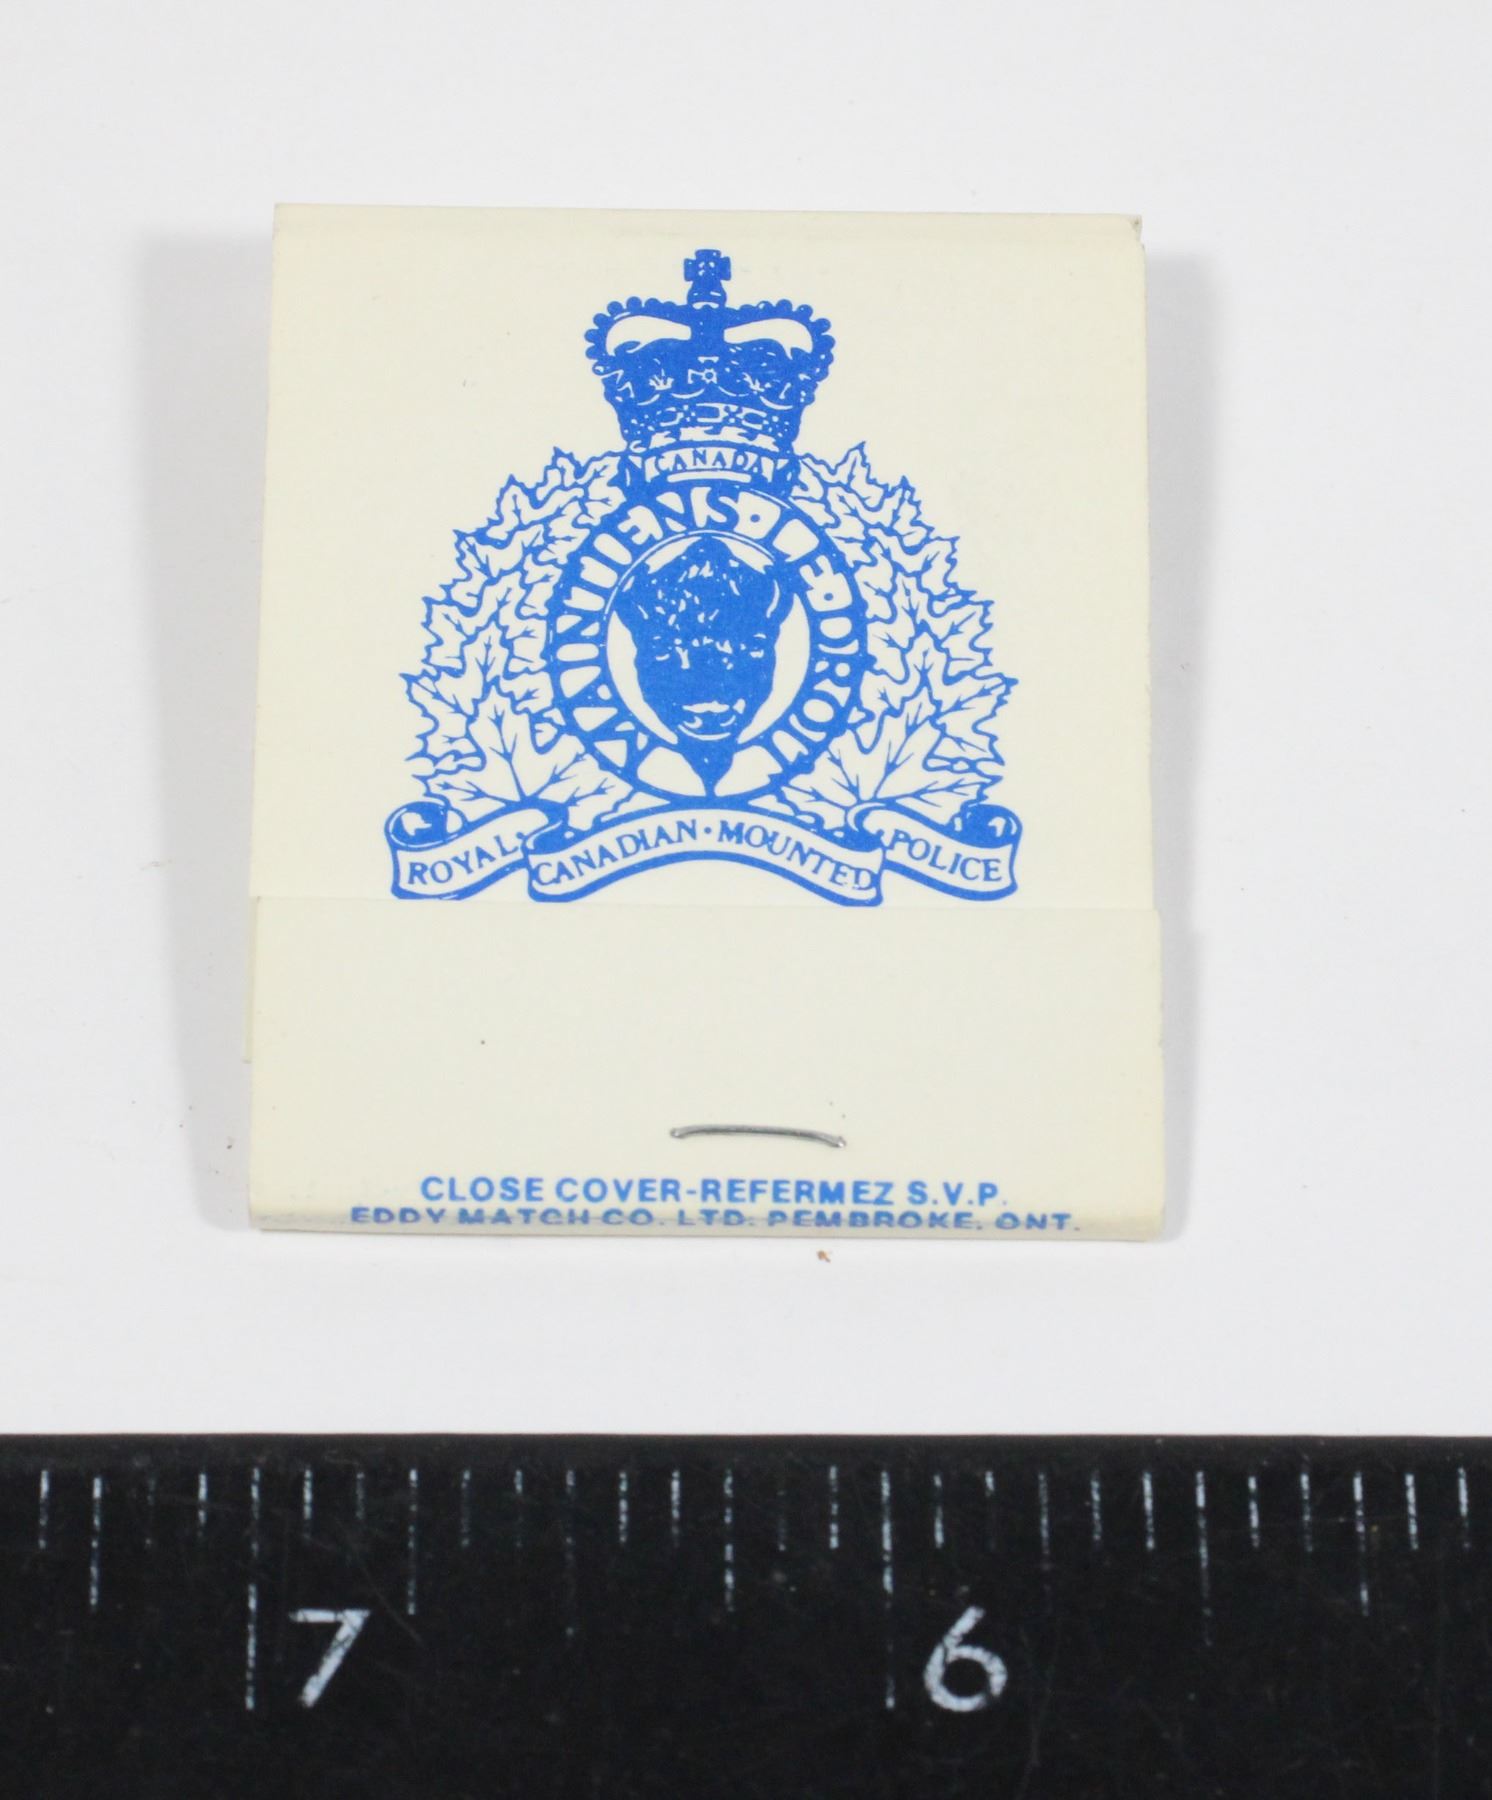 CANADA
MAINTIENS LE DROIT
ROYAL · CANADIAN · MOUNTED · POLICE
CLOSE COVER-REFERMEZ S.V.P.
EDDY MATCH CO. LTD. PEMBROKE, ONT.
7 6